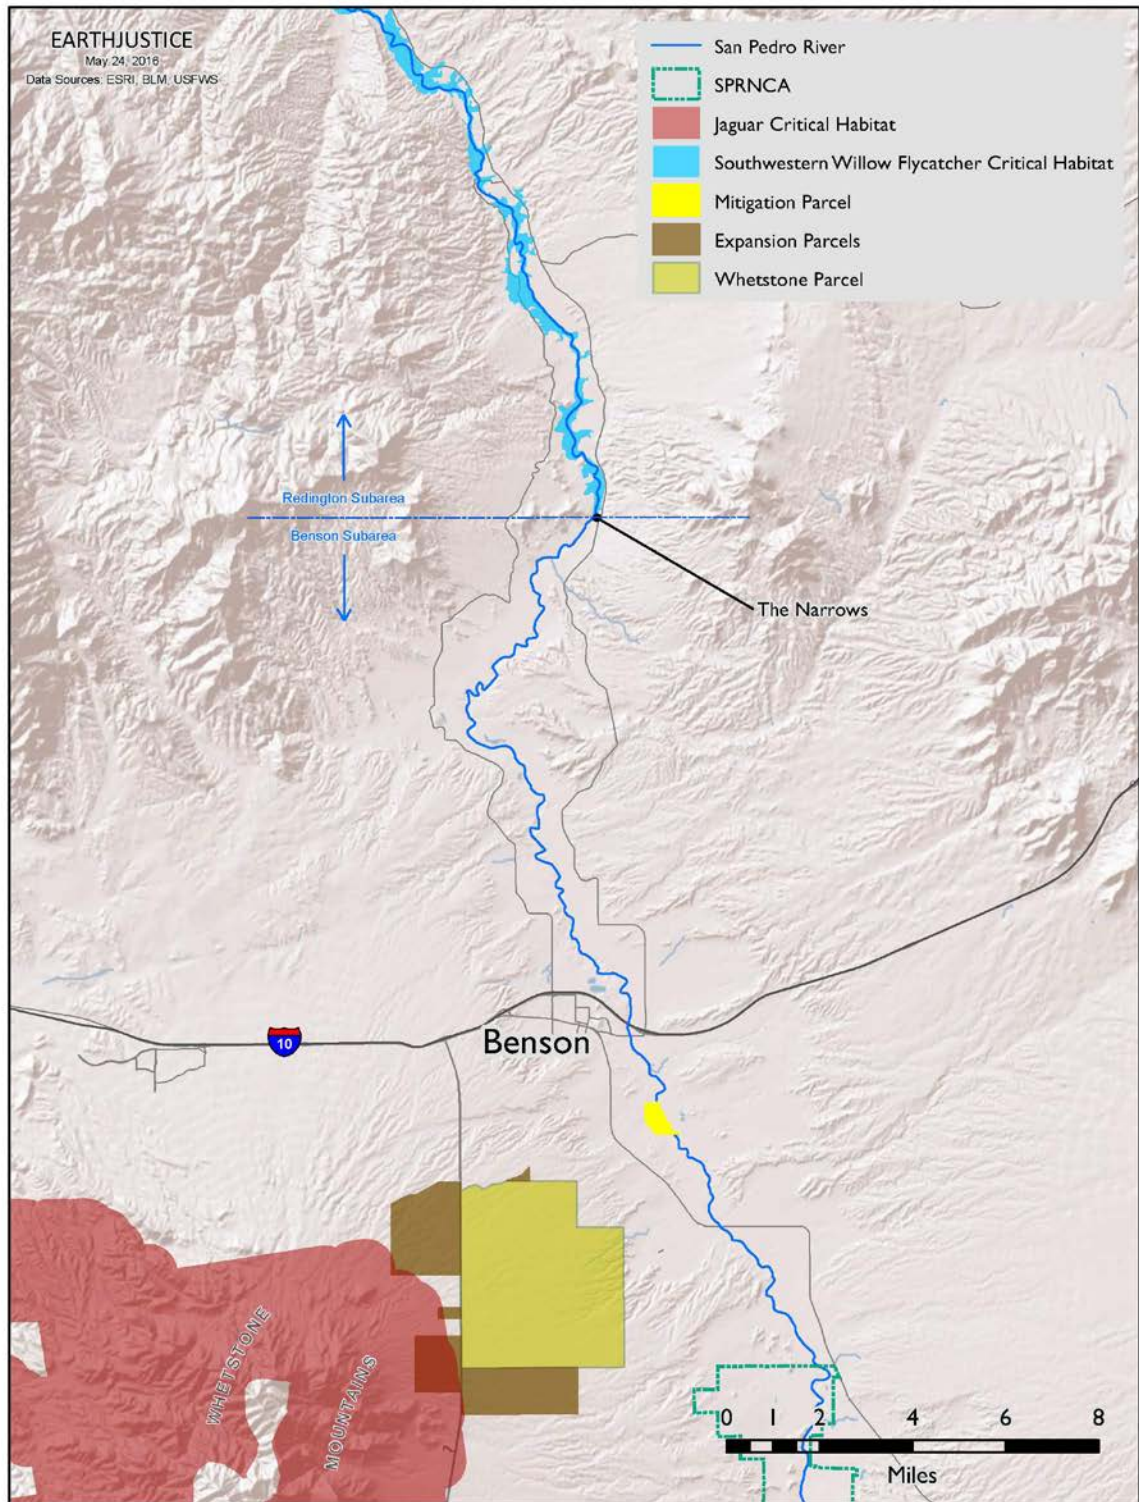 EARTHJUSTICE
May 24, 2016
Data Sources: ESRI, BLM, USFWS
San Pedro River
SPRNCA
Jaguar Critical Habitat
Southwestern Willow Flycatcher Critical Habitat
Mitigation Parcel
Expansion Parcels
Whetstone Parcel
Redington Subarea
Benson Subarea
The Narrows
10
Benson
WHETSTONE
MOUNTAINS
0 1 2 4 6 8
Miles